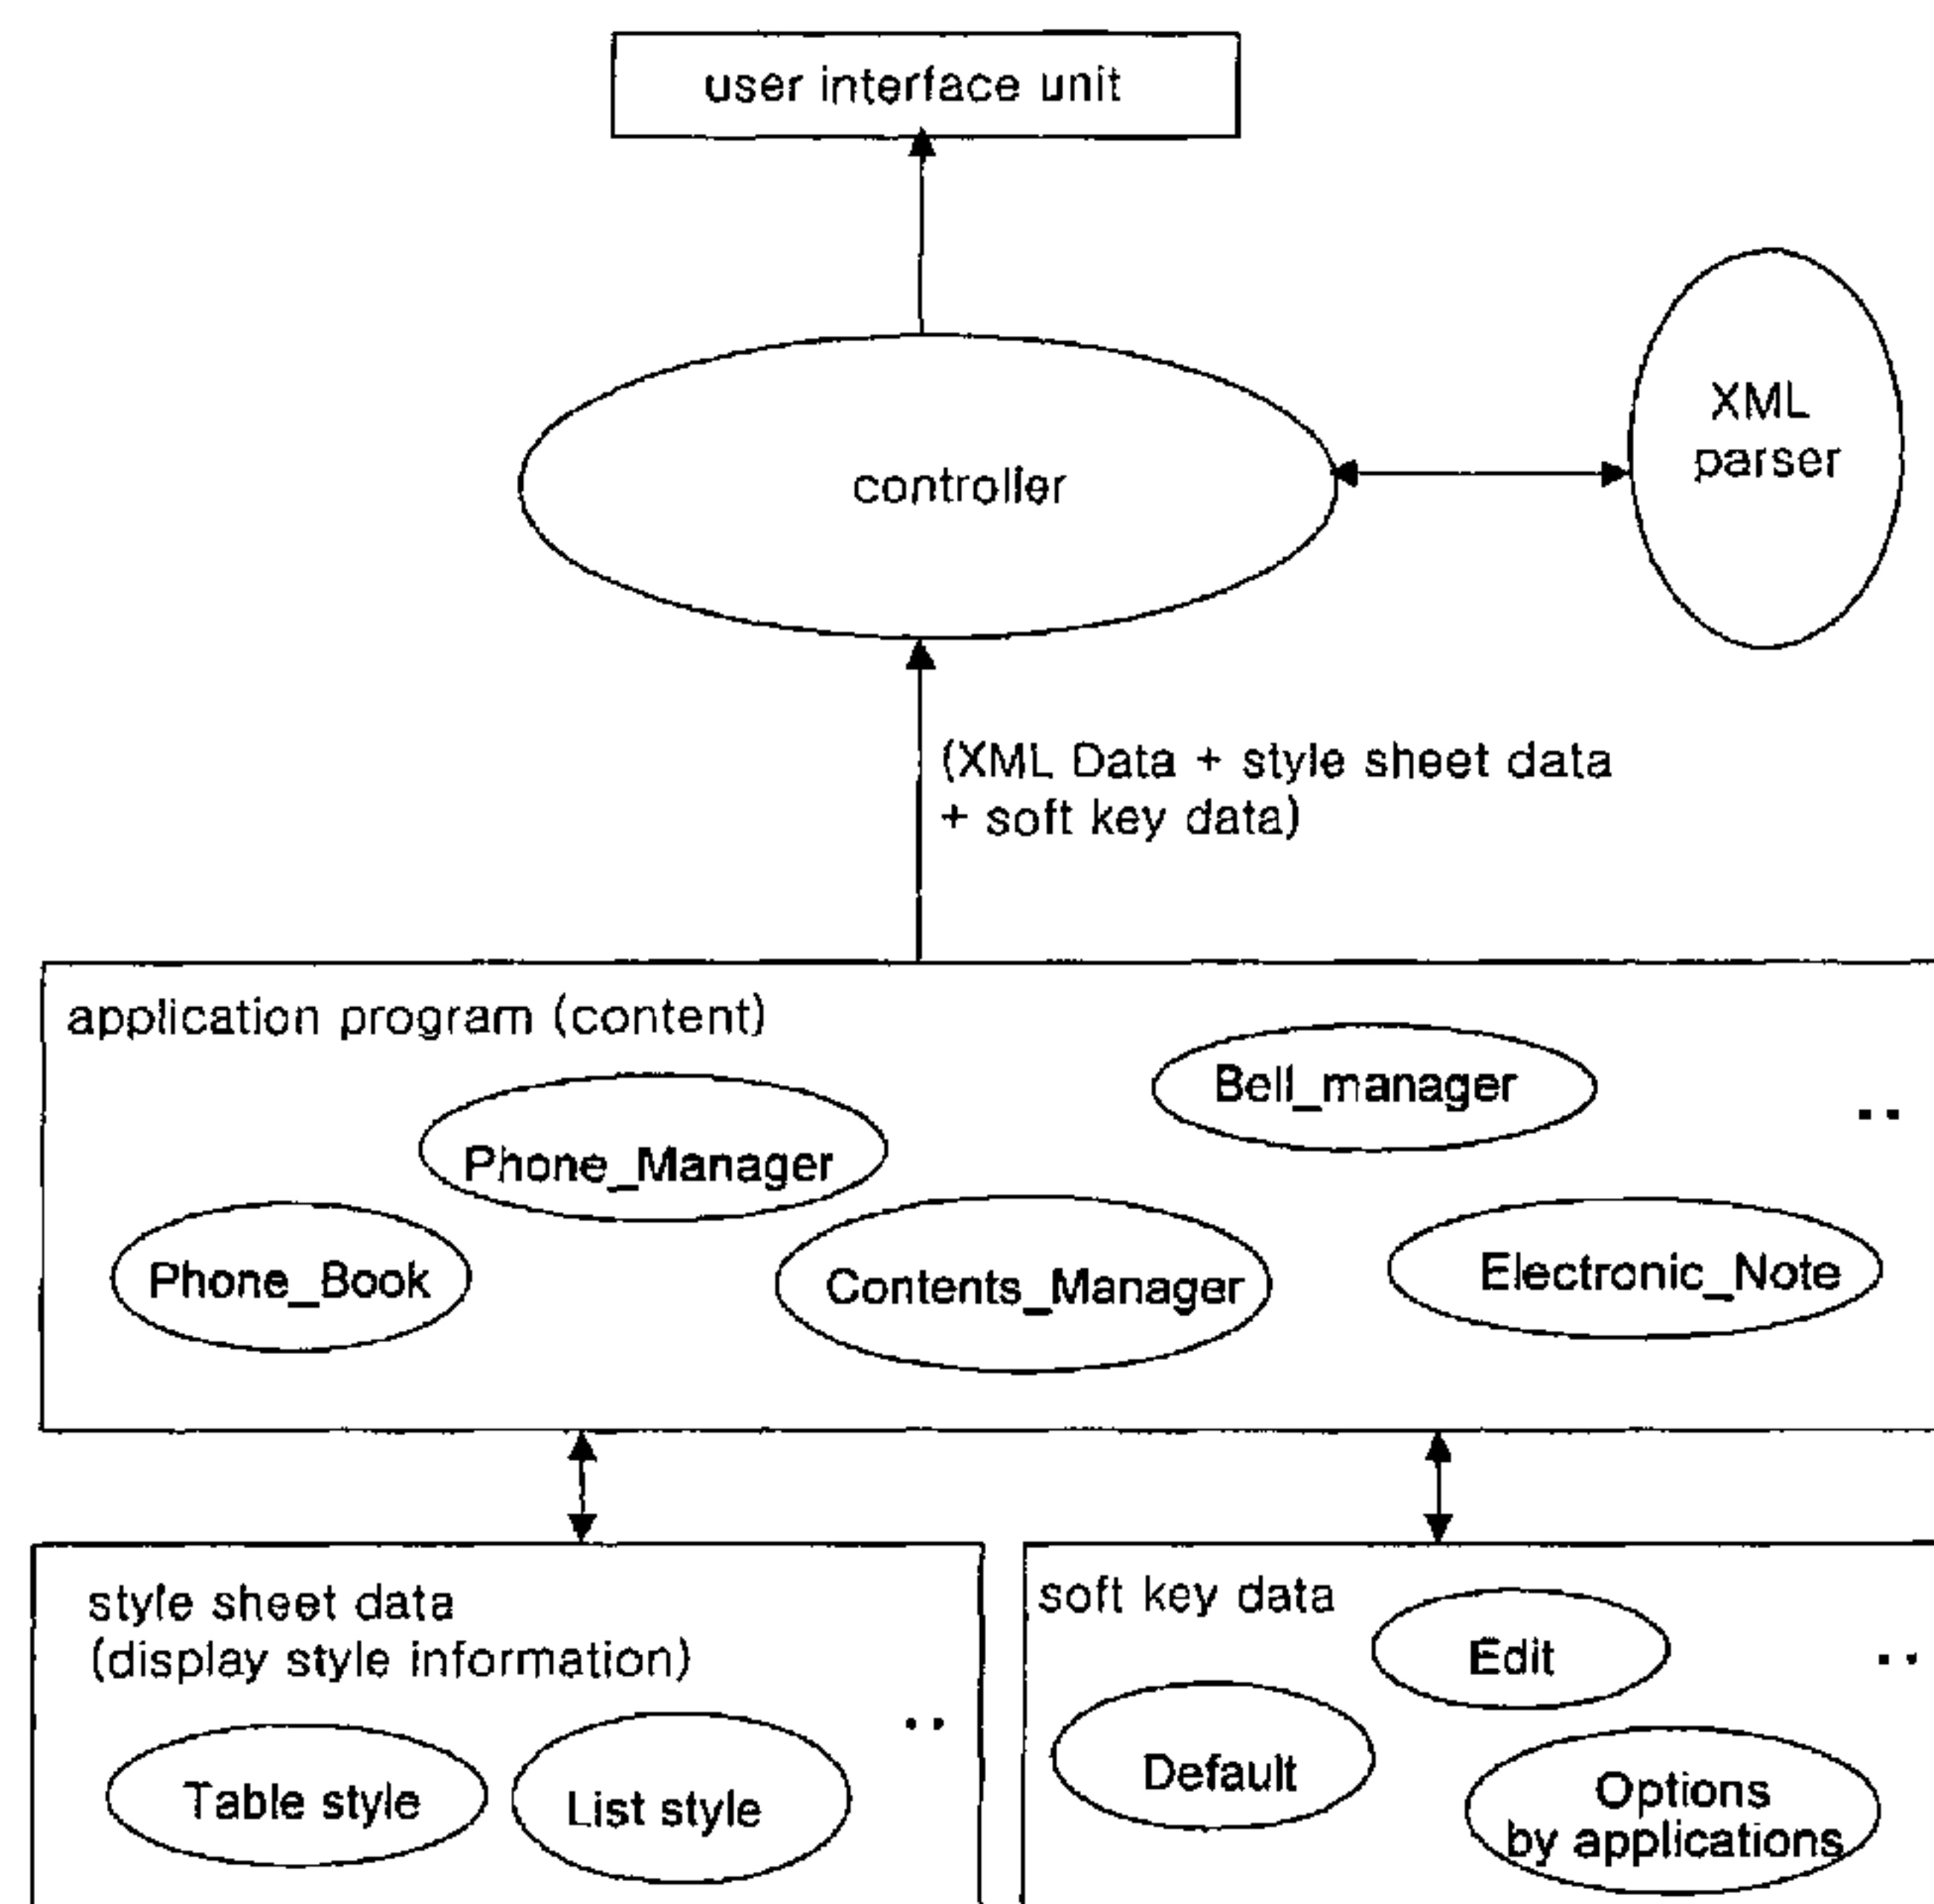 user interface unit
controller
XML
parser
(XML Data + style sheet data
+ soft key data)
application program (content)
Bell_manager
..
Phone_Manager
Phone_Book
Contents_Manager
Electronic_Note
style sheet data
(display style information)
..
Table style
List style
soft key data
Edit
..
Default
Options
by applications